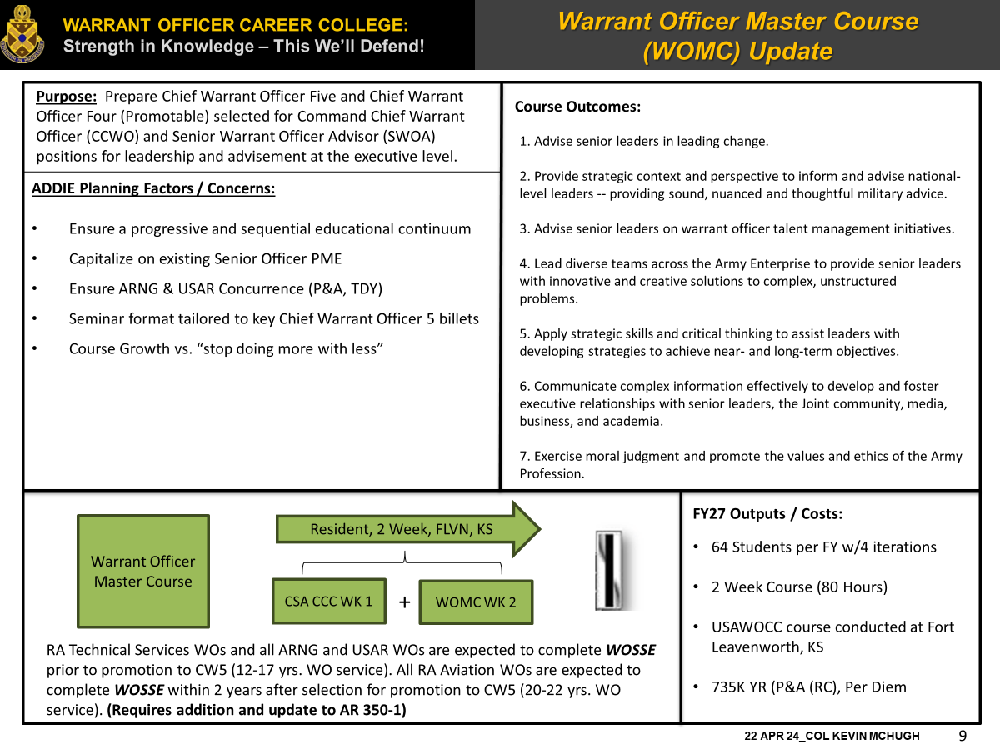 WARRANT OFFICER CAREER COLLEGE:
Strength in Knowledge – This We’ll Defend!
Warrant Officer Master Course
(WOMC) Update
Purpose: Prepare Chief Warrant Officer Five and Chief Warrant
Officer Four (Promotable) selected for Command Chief Warrant
Officer (CCWO) and Senior Warrant Officer Advisor (SWOA)
positions for leadership and advisement at the executive level.
ADDIE Planning Factors / Concerns:
• Ensure a progressive and sequential educational continuum
• Capitalize on existing Senior Officer PME
• Ensure ARNG & USAR Concurrence (P&A, TDY)
• Seminar format tailored to key Chief Warrant Officer 5 billets
• Course Growth vs. “stop doing more with less”
Course Outcomes:
1. Advise senior leaders in leading change.
2. Provide strategic context and perspective to inform and advise national-
level leaders -- providing sound, nuanced and thoughtful military advice.
3. Advise senior leaders on warrant officer talent management initiatives.
4. Lead diverse teams across the Army Enterprise to provide senior leaders
with innovative and creative solutions to complex, unstructured
problems.
5. Apply strategic skills and critical thinking to assist leaders with
developing strategies to achieve near- and long-term objectives.
6. Communicate complex information effectively to develop and foster
executive relationships with senior leaders, the Joint community, media,
business, and academia.
7. Exercise moral judgment and promote the values and ethics of the Army
Profession.
Warrant Officer
Master Course
Resident, 2 Week, FLVN, KS
CSA CCC WK 1
+
WOMC WK 2
RA Technical Services WOs and all ARNG and USAR WOs are expected to complete WOSSE
prior to promotion to CW5 (12-17 yrs. WO service). All RA Aviation WOs are expected to
complete WOSSE within 2 years after selection for promotion to CW5 (20-22 yrs. WO
service). (Requires addition and update to AR 350-1)
FY27 Outputs / Costs:
• 64 Students per FY w/4 iterations
• 2 Week Course (80 Hours)
• USAWOCC course conducted at Fort
Leavenworth, KS
• 735K YR (P&A (RC), Per Diem
22 APR 24_COL KEVIN MCHUGH
9